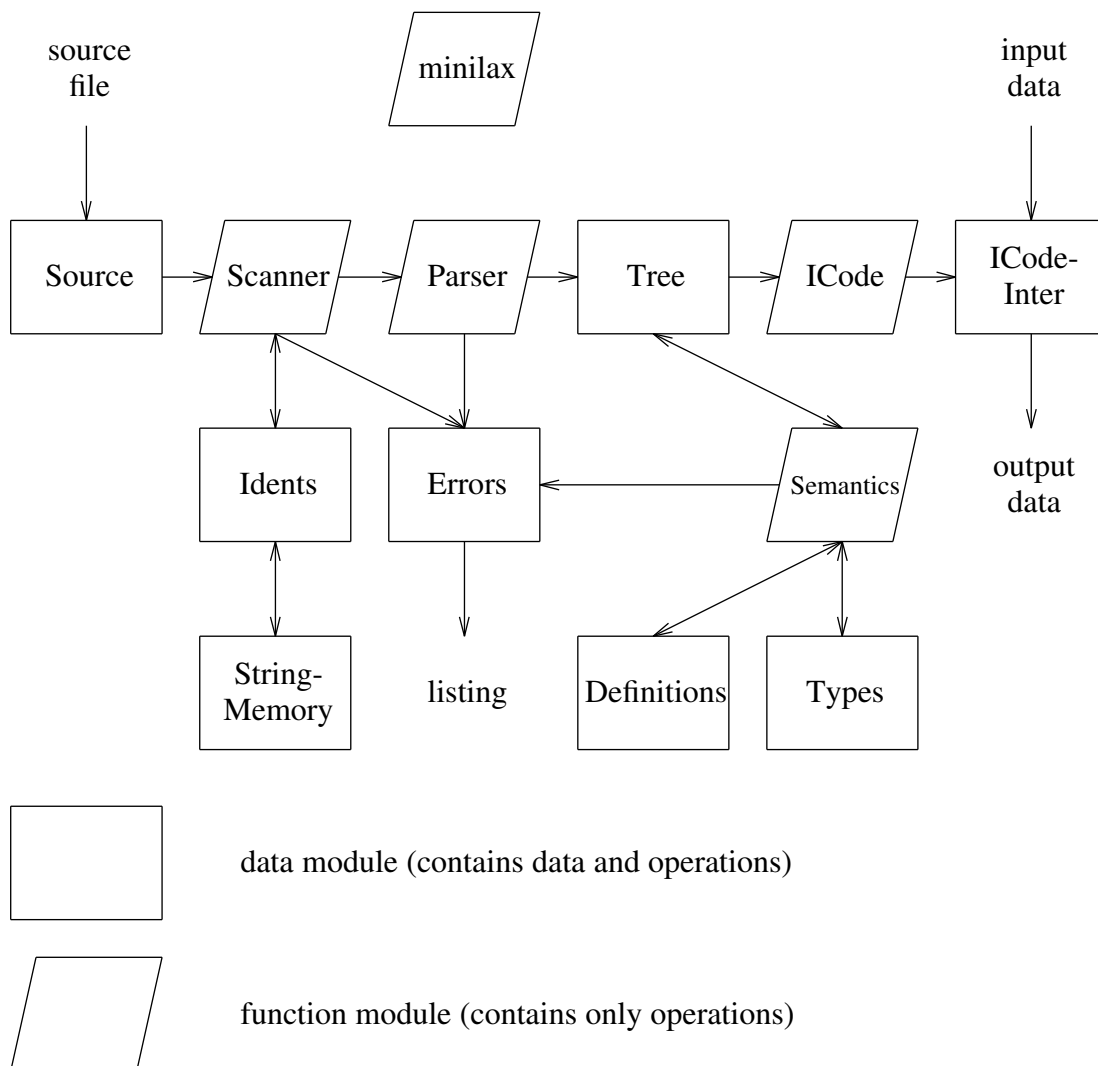 source
file
minilax
input
data
Source
Scanner
Parser
Tree
ICode
ICode-
Inter
Idents
Errors
Semantics
output
data
String-
Memory
listing
Definitions
Types
data module (contains data and operations)
function module (contains only operations)